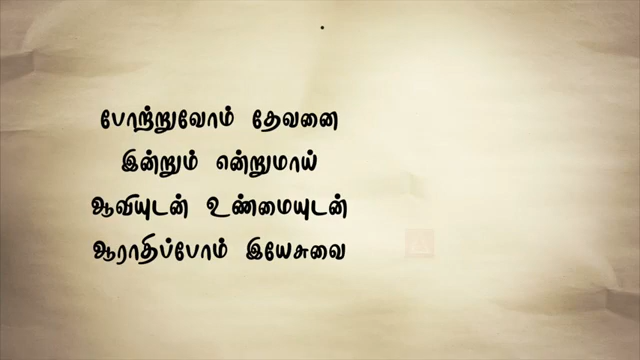 போற்றுவோம் தேவனை
இன்றும் என்றுமாய்
ஆவியுடன் உண்மையுடன்
ஆராதிப்போம் இயேசுவை